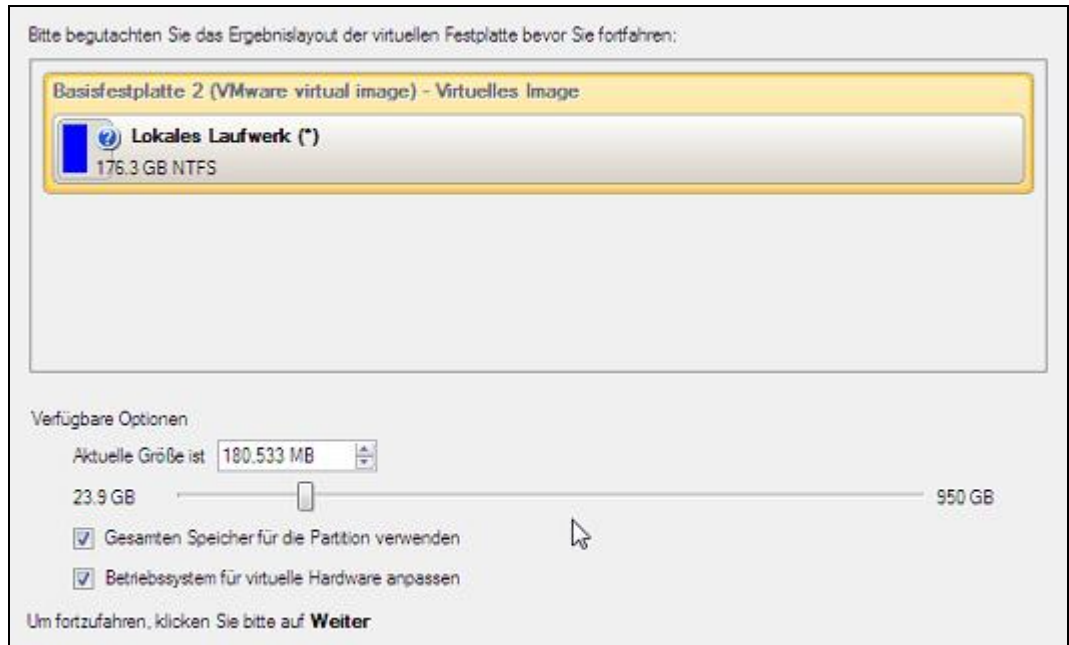 Bitte begutachten Sie das Ergebnislayout der virtuellen Festplatte bevor Sie fortfahren:
Basisfestplatte 2 (VMware virtual image) - Virtuelles Image
Lokales Laufwerk (*)
176.3 GB NTFS
Verfügbare Optionen
Aktuelle Größe ist 180.533 MB
23.9 GB 950 GB
Gesamten Speicher für die Partition verwenden
Betriebssystem für virtuelle Hardware anpassen
Um fortzufahren, klicken Sie bitte auf Weiter